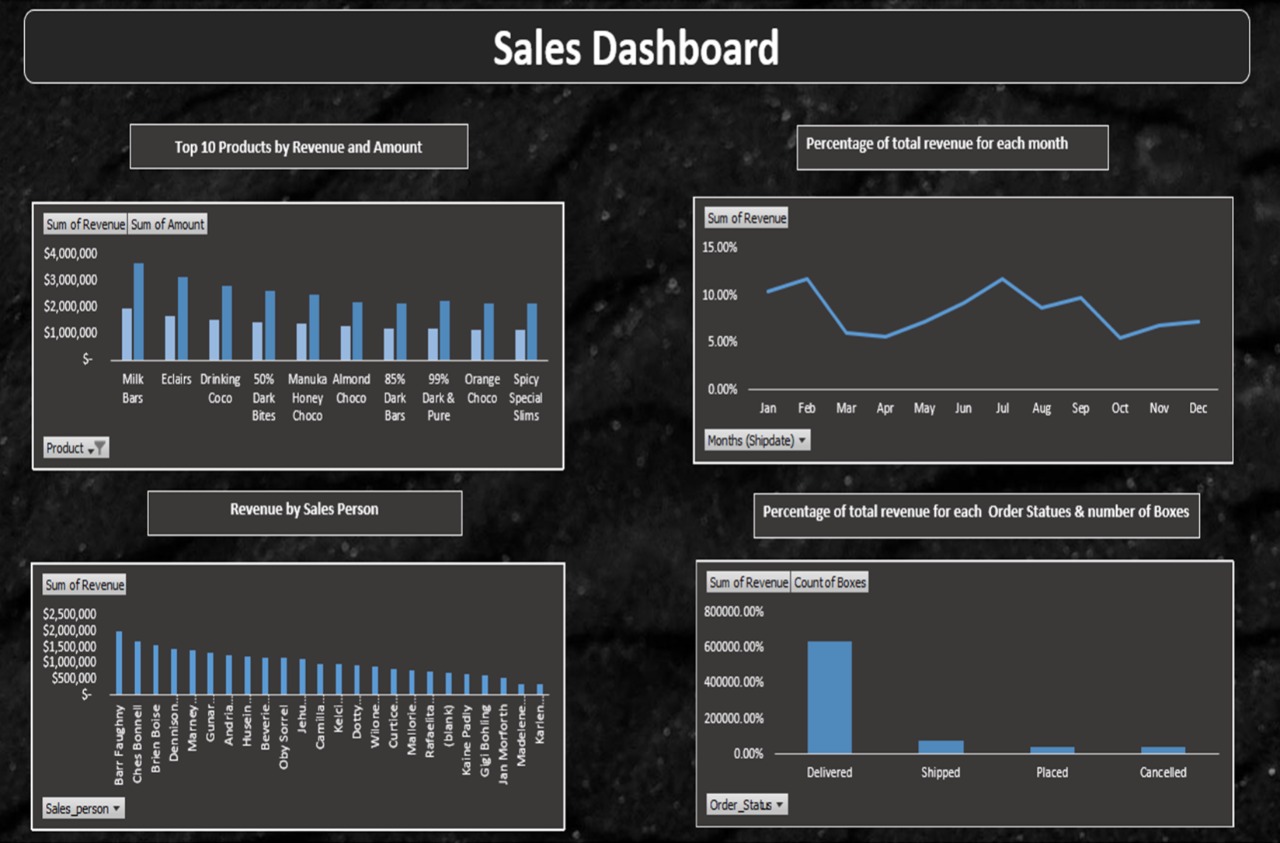 Sales Dashboard
Top 10 Products by Revenue and Amount
Sum of Revenue Sum of Amount
$4,000,000
$3,000,000
$2,000,000
$1,000,000
$-
Milk Bars
Eclairs
Drinking Coco
50% Dark Bites
Manuka Honey Choco
Almond Choco
85% Dark Bars
99% Dark & Pure
Orange Choco
Spicy Special Slims
Product
Percentage of total revenue for each month
Sum of Revenue
15.00%
10.00%
5.00%
0.00%
Jan Feb Mar Apr May Jun Jul Aug Sep Oct Nov Dec
Months (Shipdate)
Revenue by Sales Person
Sum of Revenue
$2,500,000
$2,000,000
$1,500,000
$1,000,000
$500,000
$-
Barr Faughny
Ches Bonnell
Brien Boise
Dennison...
Marney...
Gunar...
Andria...
Husein...
Beverie...
Oby Sorrel
Jehu...
Camilla...
Kelci...
Dotty...
Wilone...
Curtice...
Mallorie...
Rafaelita...
(blank)
Kaine Padly
Gigi Bohling
Jan Morforth
Madelene...
Karlen...
Sales_person
Percentage of total revenue for each Order Statues & number of Boxes
Sum of Revenue Count of Boxes
800000.00%
600000.00%
400000.00%
200000.00%
0.00%
Delivered Shipped Placed Cancelled
Order_Status